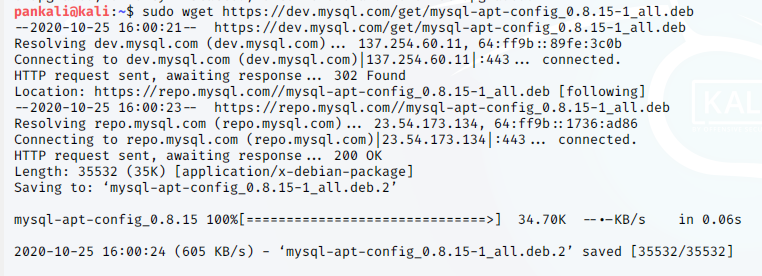 pankali@kali:~$ sudo wget https://dev.mysql.com/get/mysql-apt-config_0.8.15-1_all.deb
--2020-10-25 16:00:21--  https://dev.mysql.com/get/mysql-apt-config_0.8.15-1_all.deb
Resolving dev.mysql.com (dev.mysql.com)... 137.254.60.11, 64:ff9b::89fe:3c0b
Connecting to dev.mysql.com (dev.mysql.com)|137.254.60.11|:443... connected.
HTTP request sent, awaiting response... 302 Found
Location: https://repo.mysql.com//mysql-apt-config_0.8.15-1_all.deb [following]
--2020-10-25 16:00:23--  https://repo.mysql.com//mysql-apt-config_0.8.15-1_all.deb
Resolving repo.mysql.com (repo.mysql.com)... 23.54.173.134, 64:ff9b::1736:ad86
Connecting to repo.mysql.com (repo.mysql.com)|23.54.173.134|:443... connected.
HTTP request sent, awaiting response... 200 OK
Length: 35532 (35K) [application/x-debian-package]
Saving to: ‘mysql-apt-config_0.8.15-1_all.deb.2’
mysql-apt-config_0.8.15 100%[==============================>]  34.70K  --.-KB/s    in 0.06s
2020-10-25 16:00:24 (605 KB/s) - ‘mysql-apt-config_0.8.15-1_all.deb.2’ saved [35532/35532]
KALI